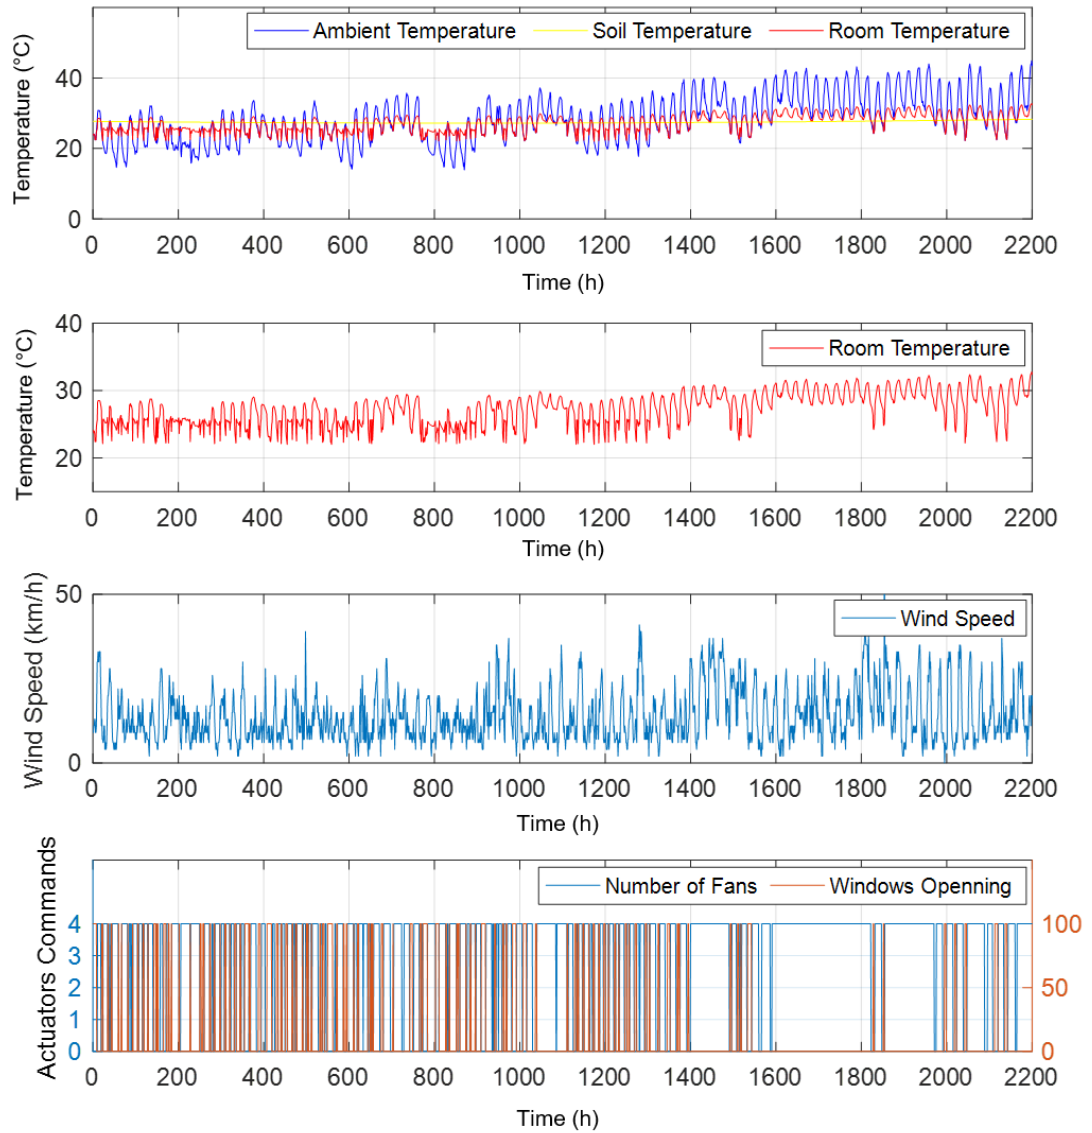 Ambient Temperature Soil Temperature Room Temperature
Temperature (°C)
40
20
0
0 200 400 600 800 1000 1200 1400 1600 1800 2000 2200
Time (h)
Room Temperature
Temperature (°C)
40
30
20
0 200 400 600 800 1000 1200 1400 1600 1800 2000 2200
Time (h)
Wind Speed
Wind Speed (km/h)
50
0
0 200 400 600 800 1000 1200 1400 1600 1800 2000 2200
Time (h)
Number of Fans Windows Openning
Actuators Commands
4 100
3
2 50
1
0 0
0 200 400 600 800 1000 1200 1400 1600 1800 2000 2200
Time (h)